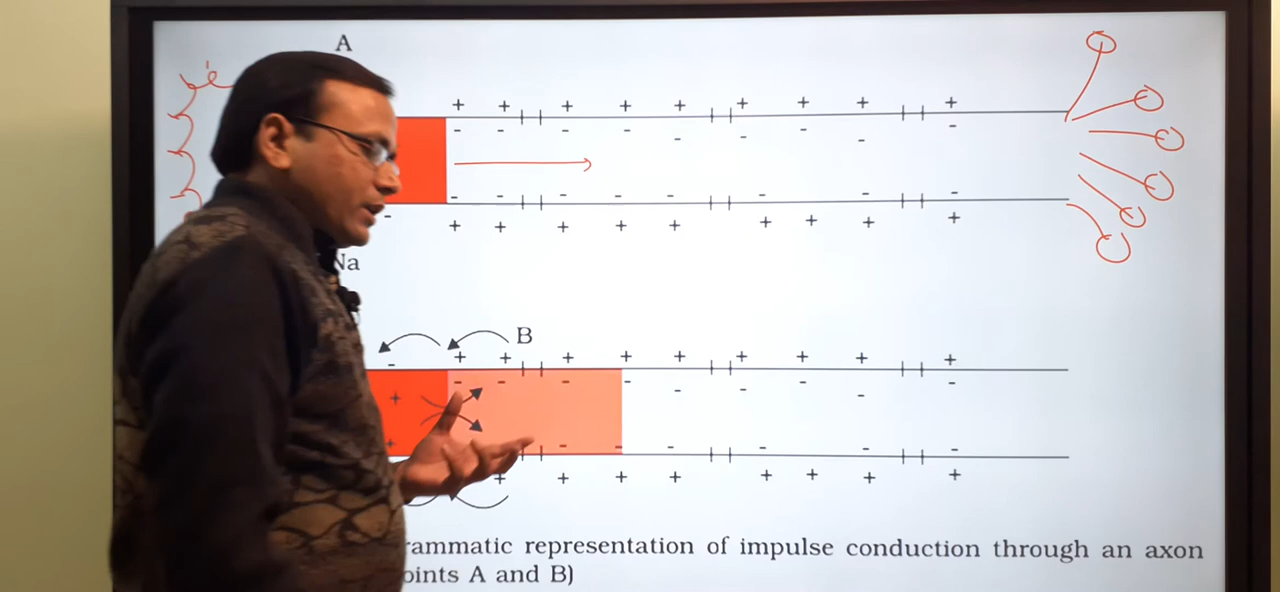 A
+ + + + + + + + +
- - - - - - - - -
- - - - - - - -
-
+ + + + + + + + +
Na
B
-
+ + + + + + + + +
- - - - - - - - -
+
+
- - - - - -
+ + + + + + + +
rammatic representation of impulse conduction through an axon
oints A and B)